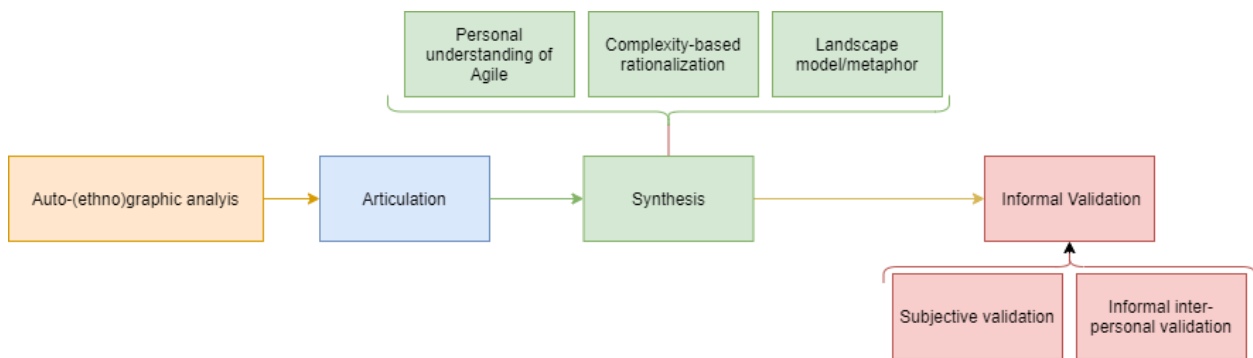 Personal
understanding of
Agile
Complexity-based
rationalization
Landscape
model/metaphor
Auto-(ethno)graphic analyis
Articulation
Synthesis
Informal Validation
Subjective validation
Informal inter-
personal validation